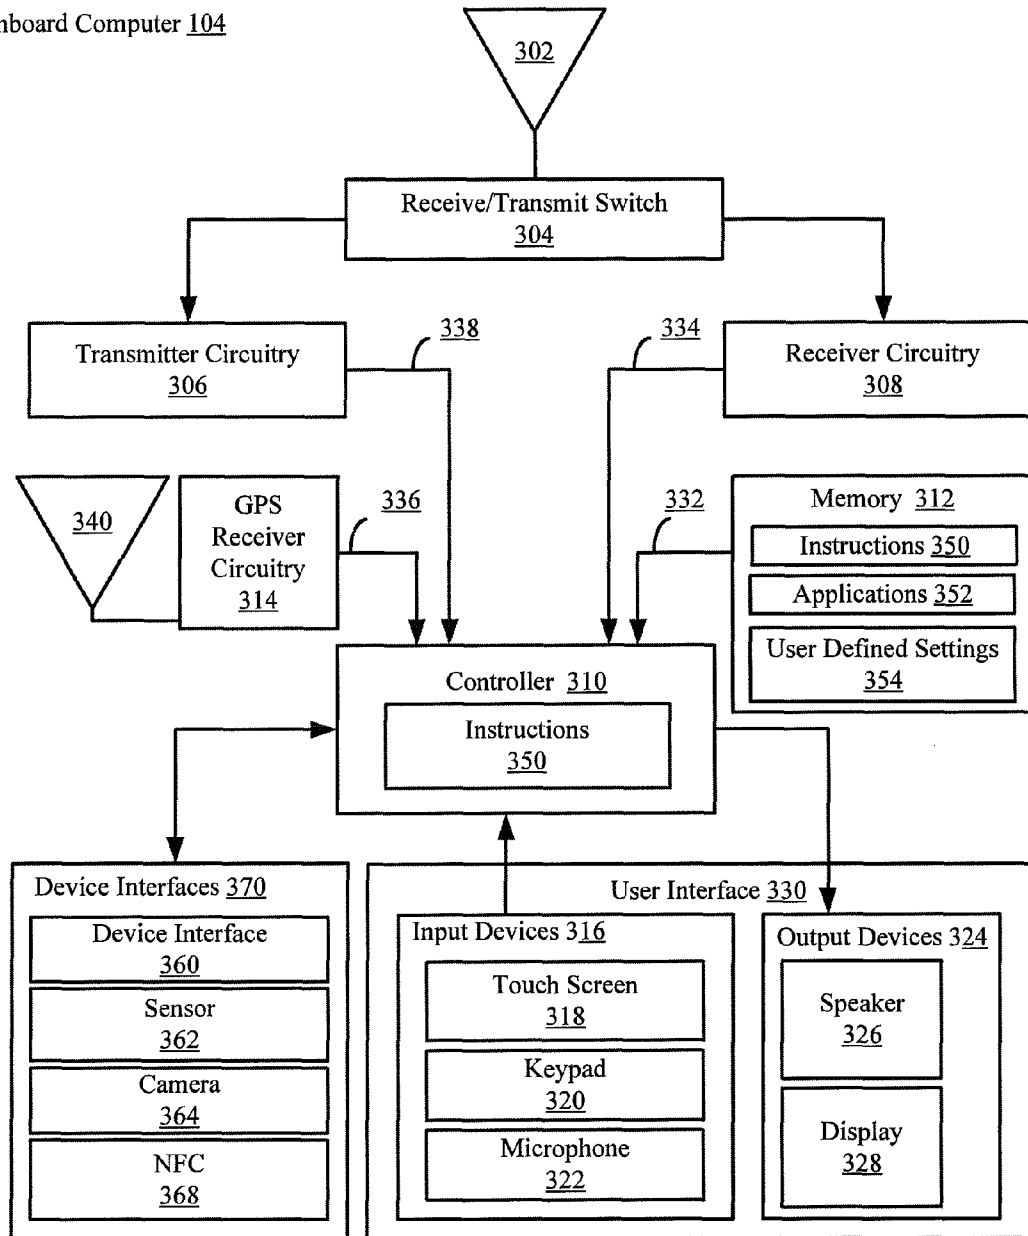 nboard Computer 104
302
Receive/Transmit Switch
304
338
334
Transmitter Circuitry
306
Receiver Circuitry
308
340
GPS
Receiver
Circuitry
314
336
332
Memory 312
Instructions 350
Applications 352
User Defined Settings
354
Controller 310
Instructions
350
Device Interfaces 370
Device Interface
360
Sensor
362
Camera
364
NFC
368
User Interface 330
Input Devices 316
Touch Screen
318
Keypad
320
Microphone
322
Output Devices 324
Speaker
326
Display
328